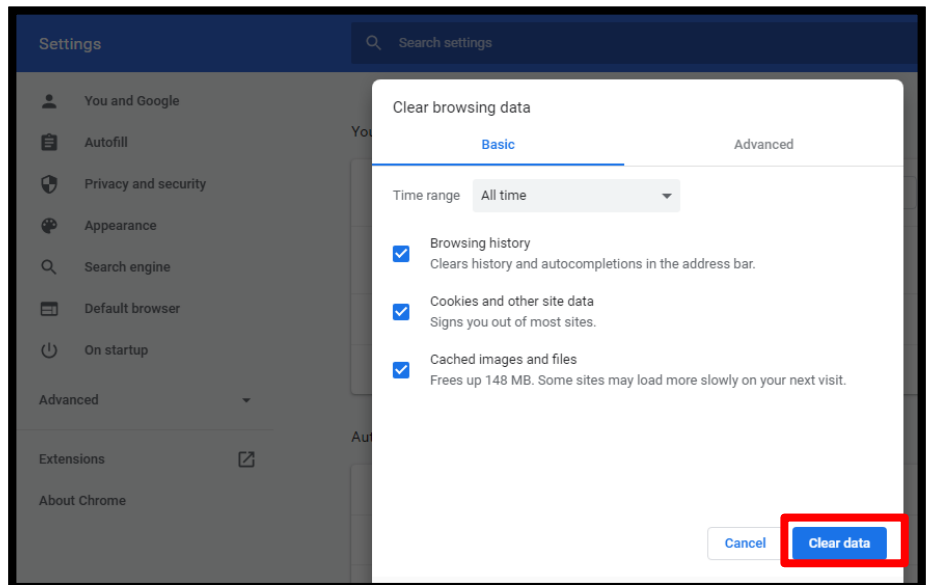 Settings
Search settings
You and Google
Autofill
Privacy and security
Appearance
Search engine
Default browser
On startup
Advanced
Extensions
About Chrome
You
Aut
Clear browsing data
Basic Advanced
Time range All time
Browsing history
Clears history and autocompletions in the address bar.
Cookies and other site data
Signs you out of most sites.
Cached images and files
Frees up 148 MB. Some sites may load more slowly on your next visit.
Cancel Clear data